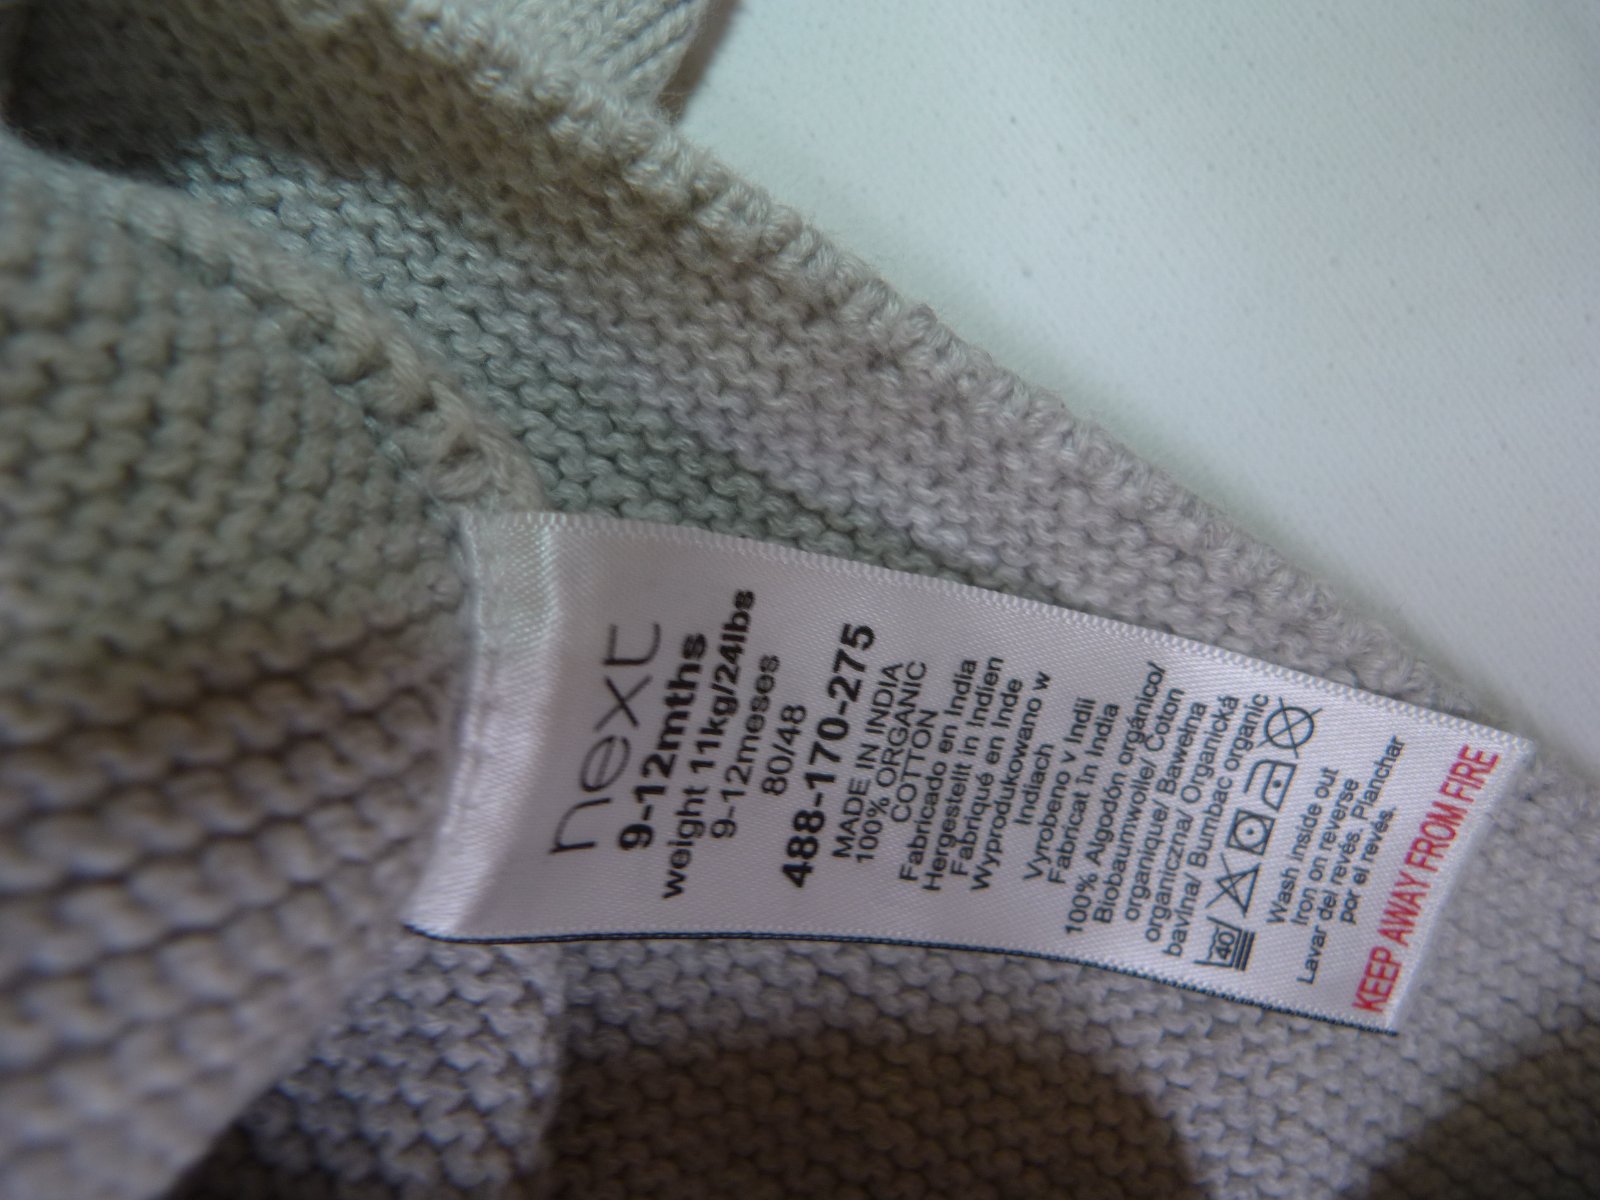 next
9-12mths
weight 11kg/24lbs
9-12meses
80/48
488-170-275
MADE IN INDIA
100% ORGANIC
COTTON
Fabricado en India
Hergestellt in Indien
Fabriqué en Inde
Wyprodukowano w
Indiach
Vyrobeno v Indii
Fabricat în India
100% Algodón orgánico/
Biobaumwolle/ Coton
organique/ Bawełna
organiczna/ Organická
bavlna/ Bumbac organic
40
Wash inside out
Iron on reverse
Lavar del revés, Planchar
por el revés.
KEEP AWAY FROM FIRE